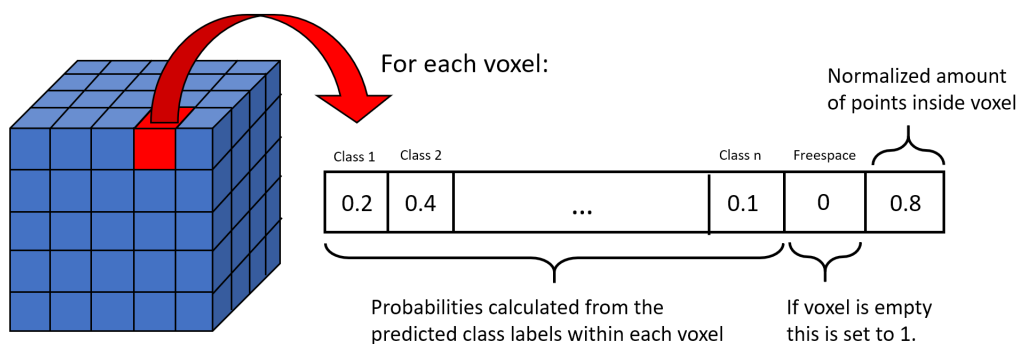 For each voxel:
Normalized amount
of points inside voxel
Class 1
Class 2
Class n
Freespace
0.2
0.4
...
0.1
0
0.8
Probabilities calculated from the
predicted class labels within each voxel
If voxel is empty
this is set to 1.